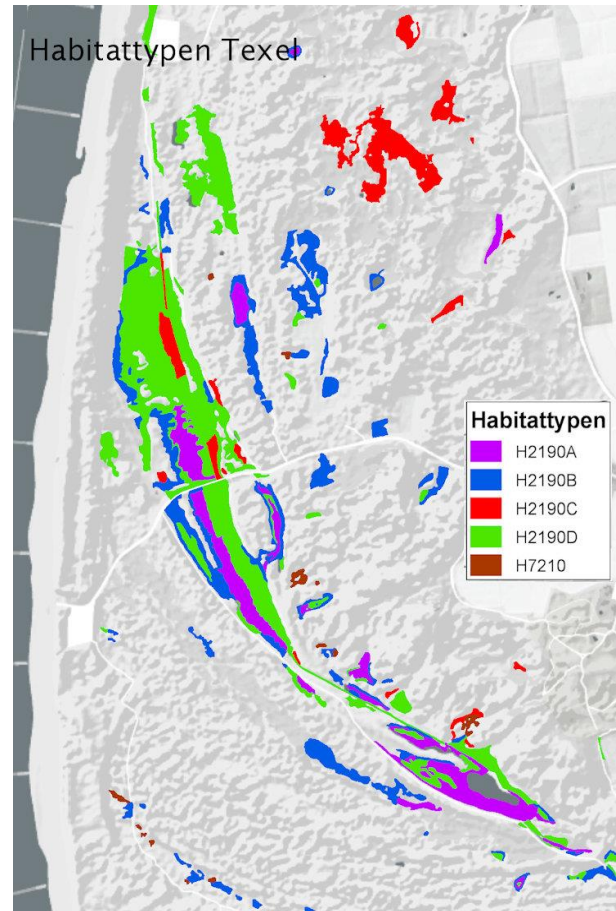 Habitattypen Texel
Habitattypen
H2190A
H2190B
H2190C
H2190D
H7210